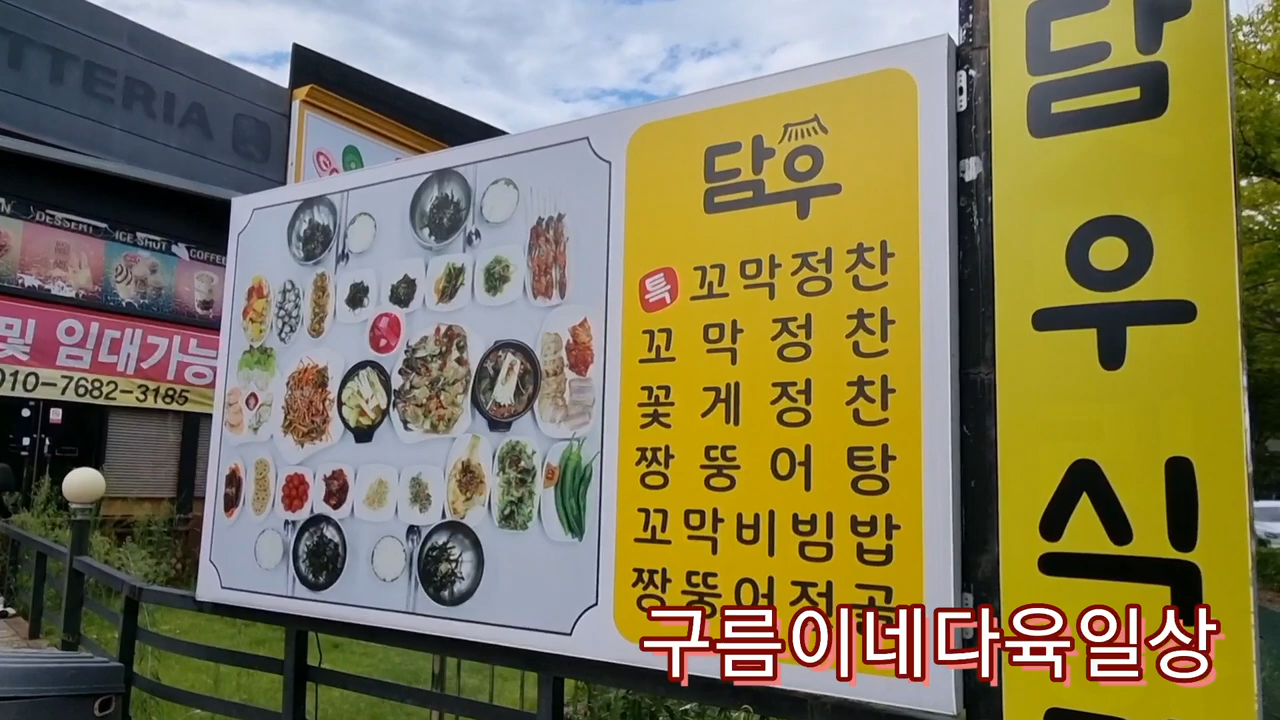 TTERIA
DESSERT
ICE SHOT
COFFEE
및 임대가능
010-7682-3185
담우
특 꼬막정찬
꼬막정찬
꽃게정찬
짱뚱어탕
꼬막비빔밥
짱뚱어전골
담우식
구름이네다육일상